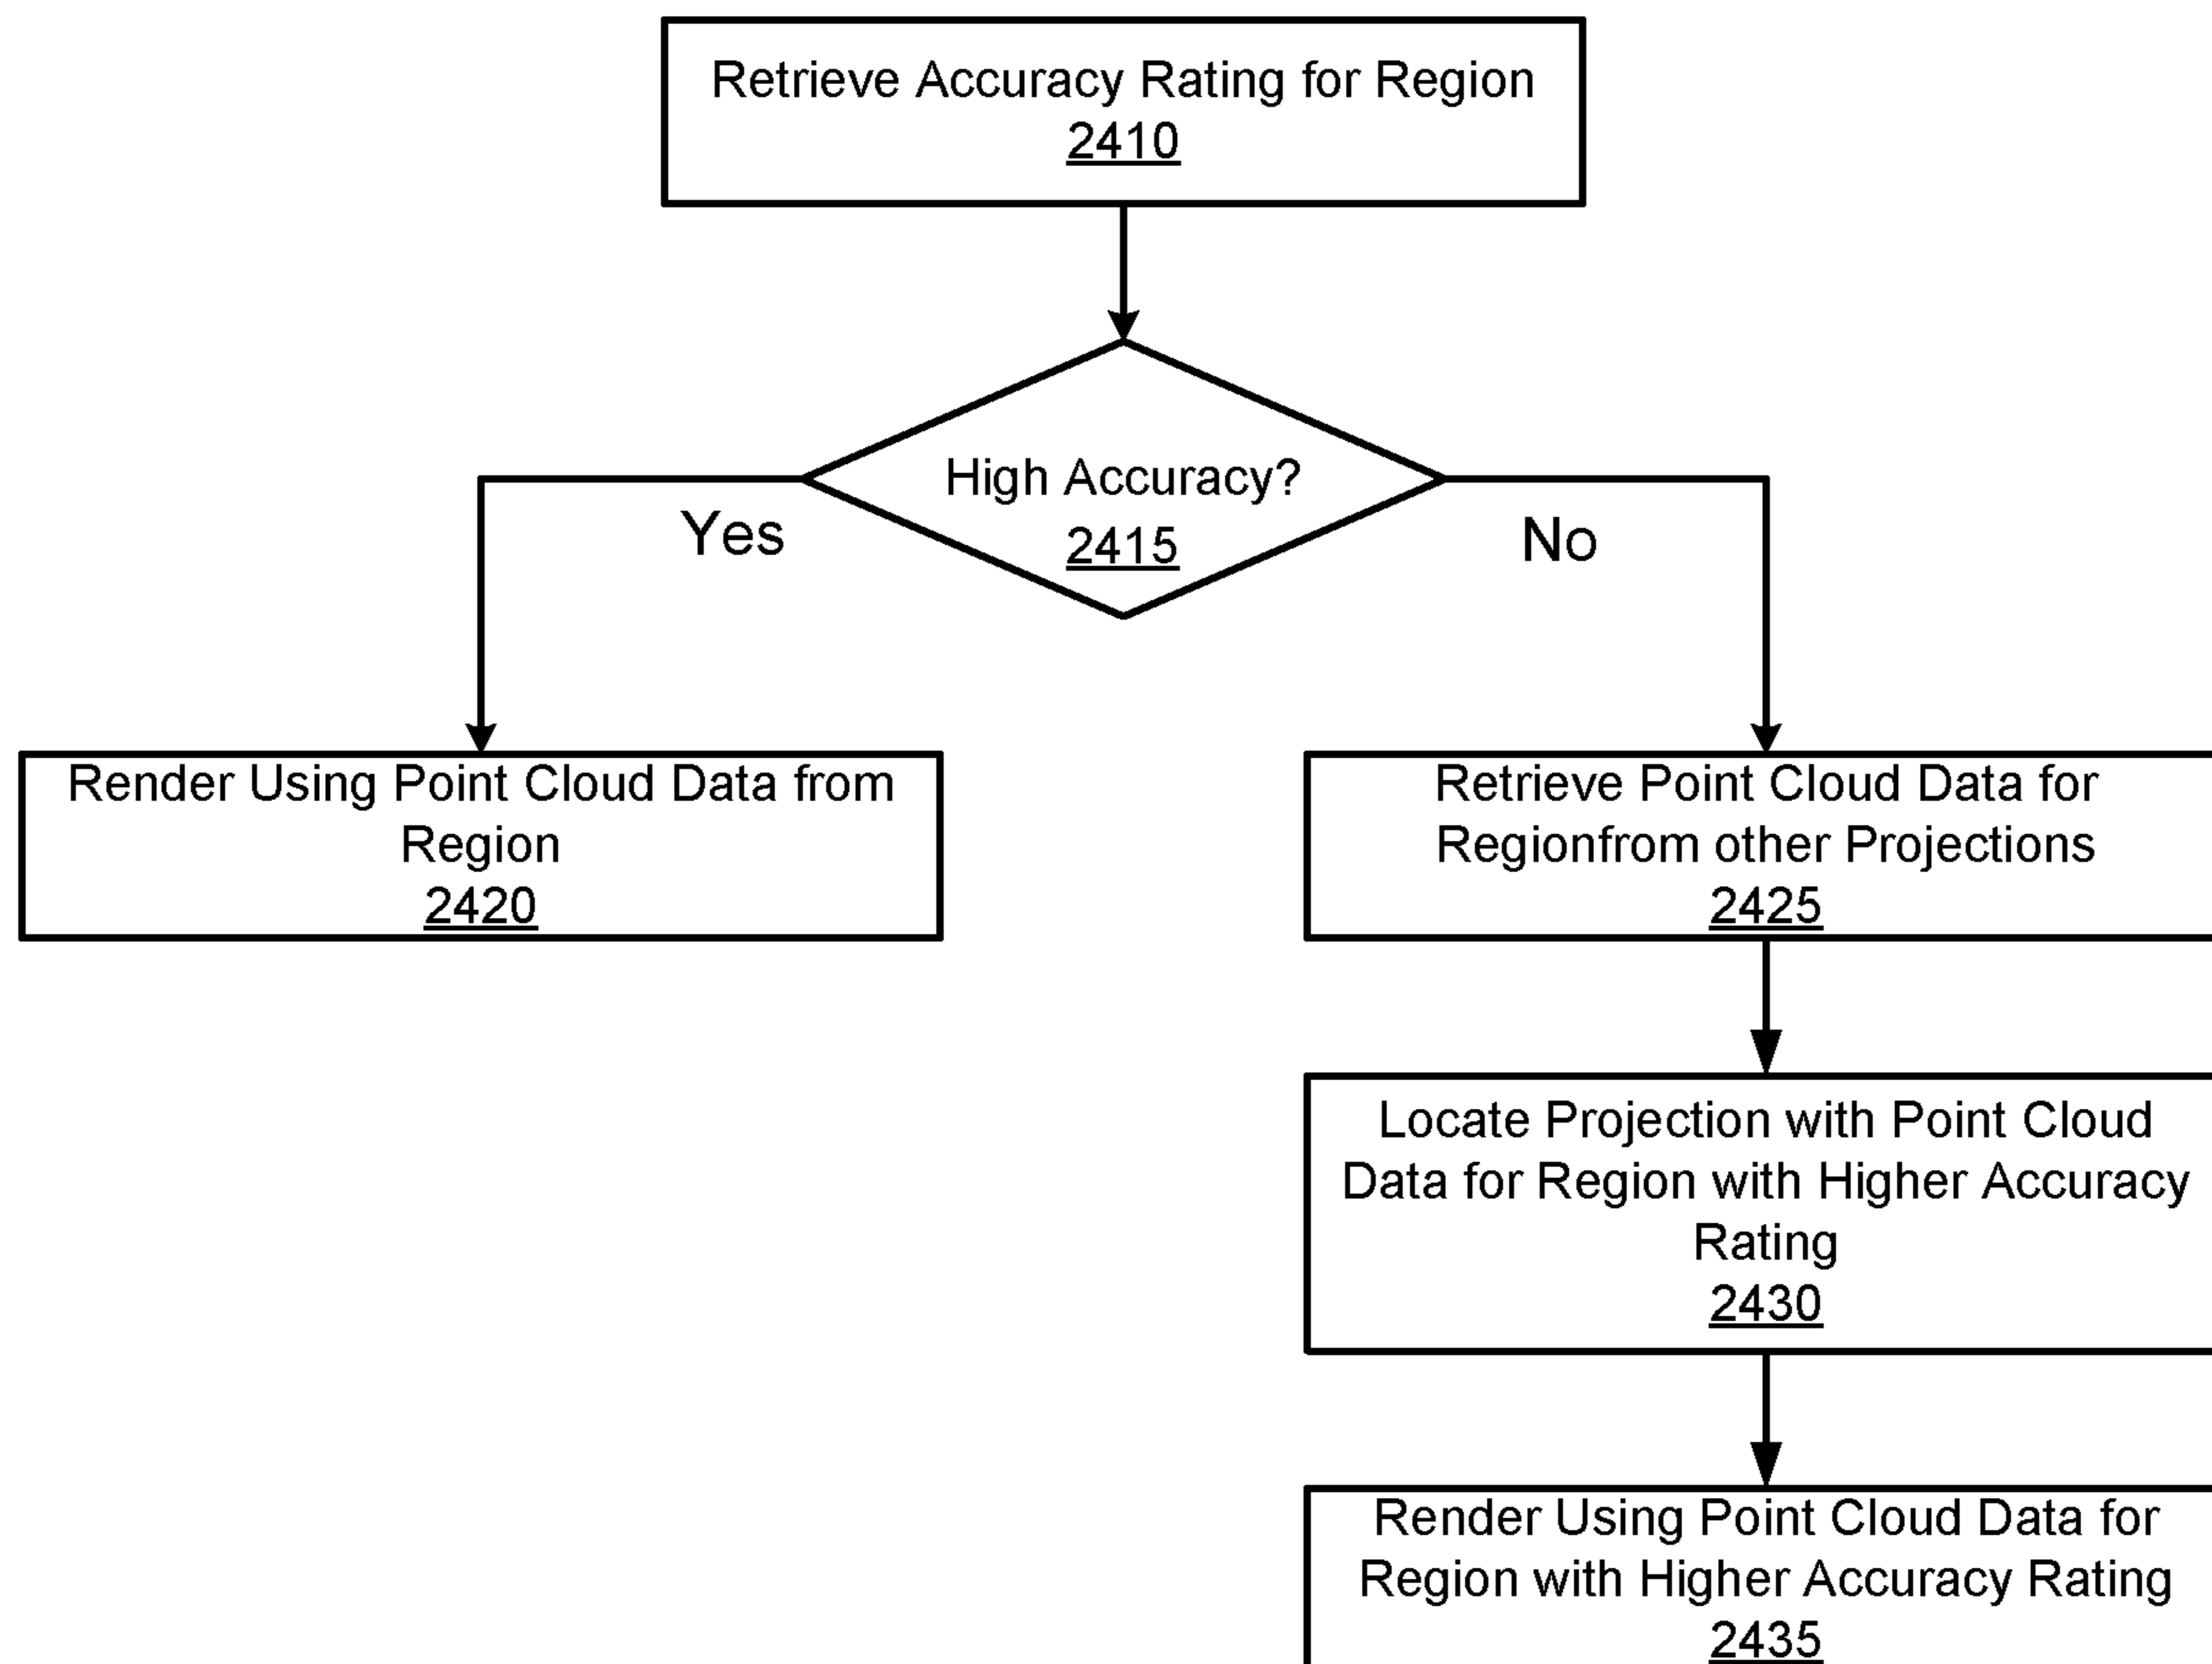 Retrieve Accuracy Rating for Region
2410
High Accuracy?
2415
Yes
No
Render Using Point Cloud Data from
Region
2420
Retrieve Point Cloud Data for
Regionfrom other Projections
2425
Locate Projection with Point Cloud
Data for Region with Higher Accuracy
Rating
2430
Render Using Point Cloud Data for
Region with Higher Accuracy Rating
2435